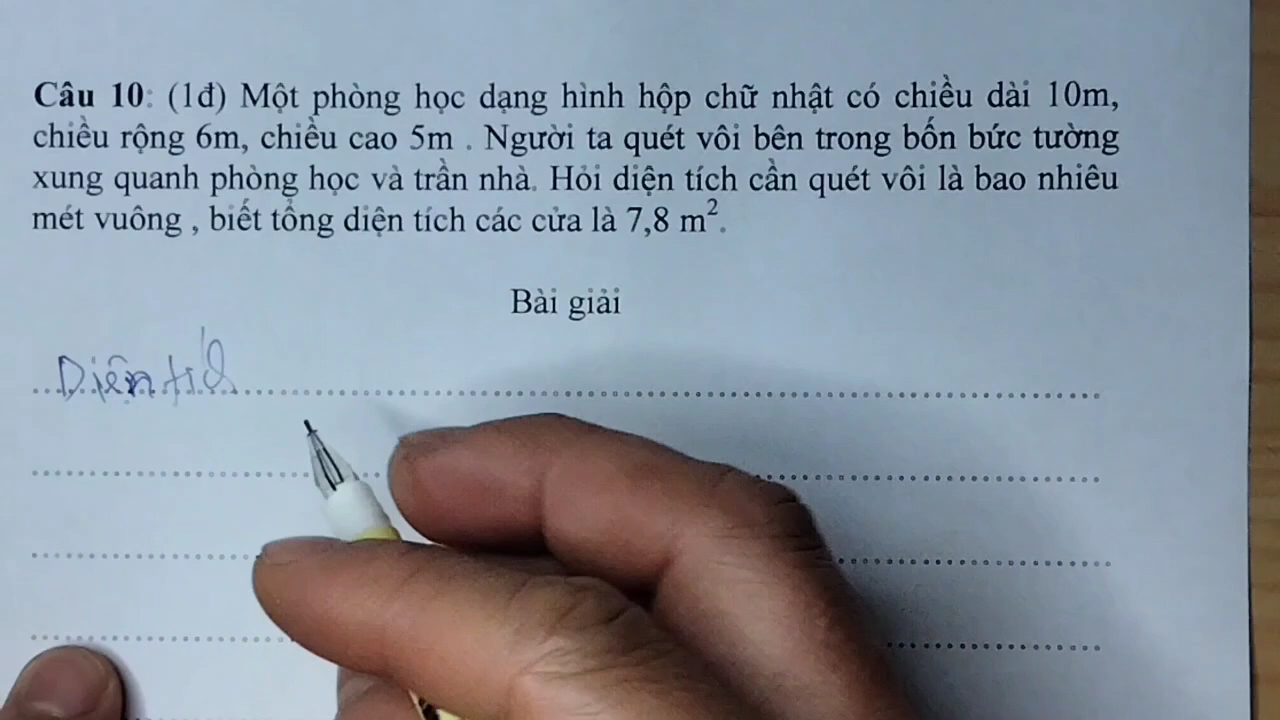 Câu 10: (1đ) Một phòng học dạng hình hộp chữ nhật có chiều dài 10m,
chiều rộng 6m, chiều cao 5m . Người ta quét vôi bên trong bốn bức tường
xung quanh phòng học và trần nhà. Hỏi diện tích cần quét vôi là bao nhiêu
mét vuông , biết tổng diện tích các cửa là 7,8 m².
Bài giải
Diện tích